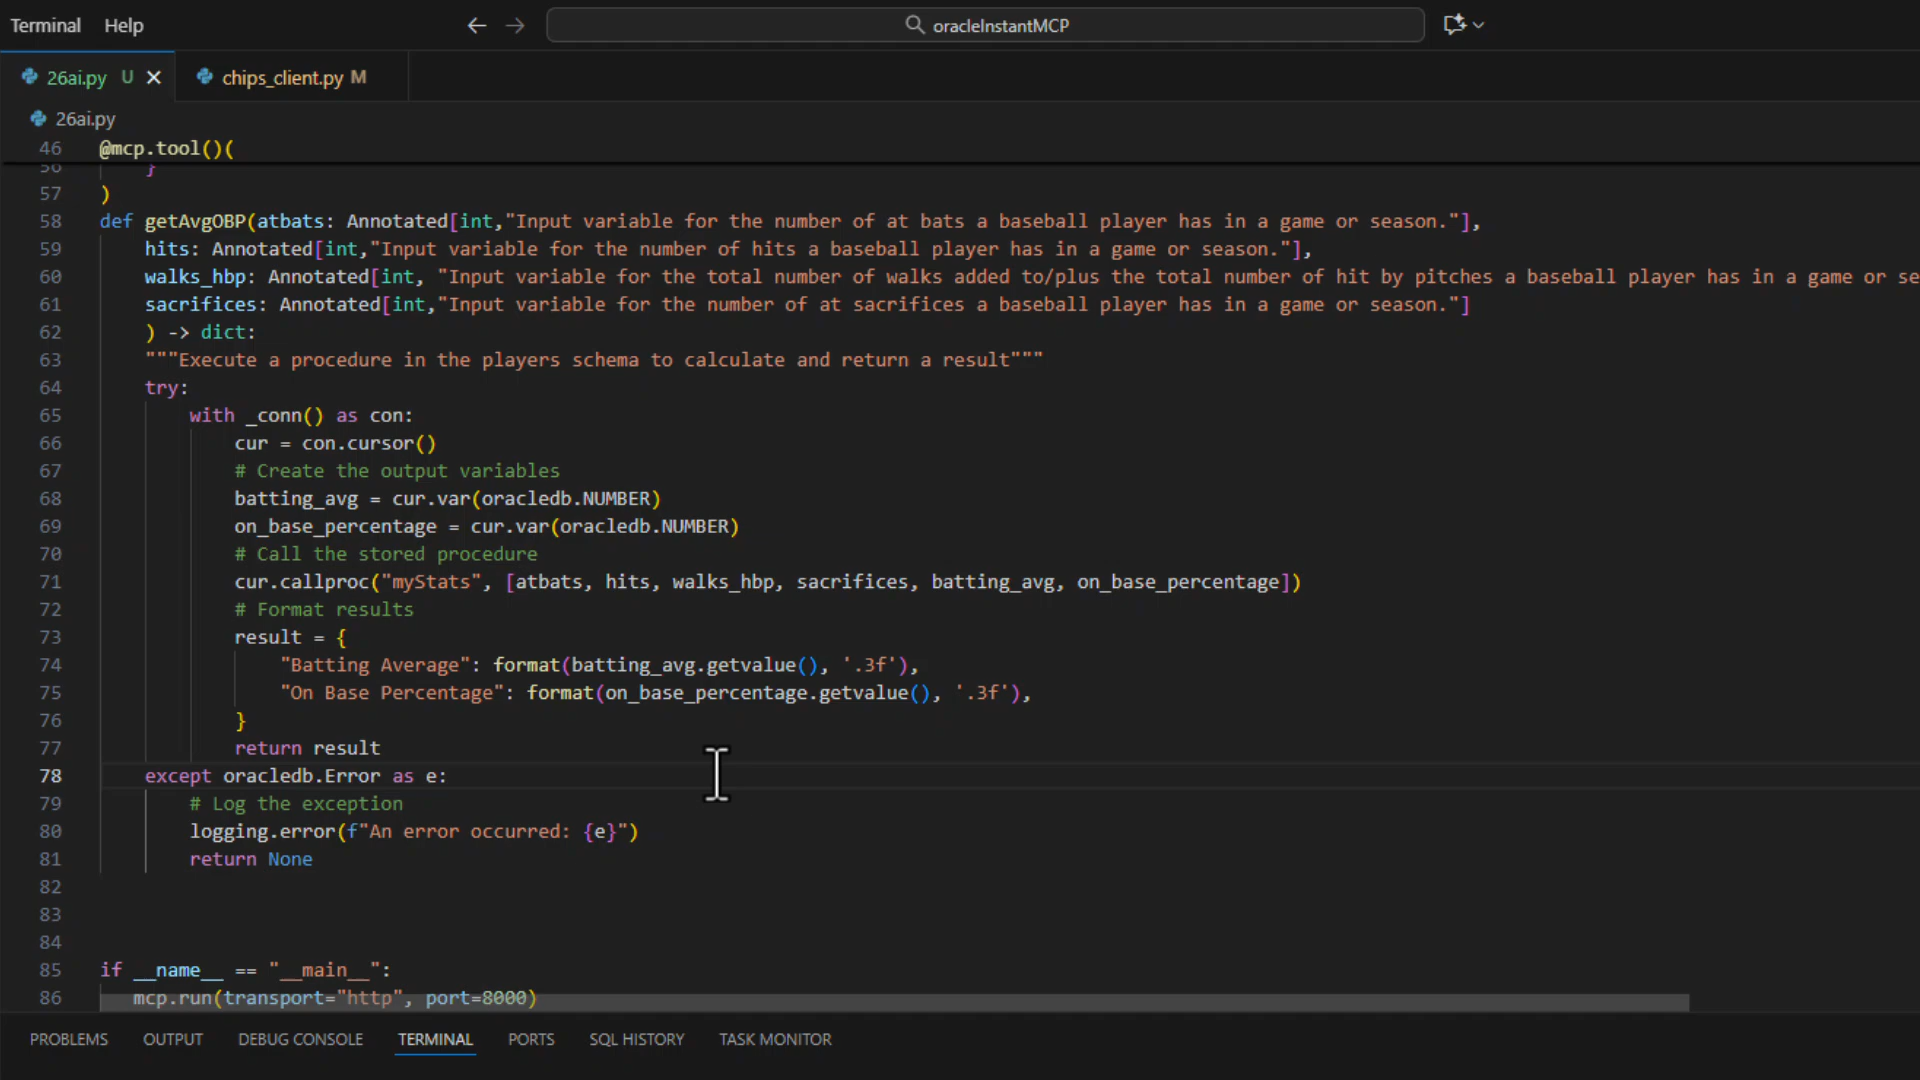 Terminal Help oracleInstantMCP
26ai.py U chips_client.py M
26ai.py
46 @mcp.tool()(
56 }
57 )
58 def getAvgOBP(atbats: Annotated[int,"Input variable for the number of at bats a baseball player has in a game or season."],
59 hits: Annotated[int,"Input variable for the number of hits a baseball player has in a game or season."],
60 walks_hbp: Annotated[int, "Input variable for the total number of walks added to/plus the total number of hit by pitches a baseball player has in a game or se
61 sacrifices: Annotated[int,"Input variable for the number of at sacrifices a baseball player has in a game or season."]
62 ) -> dict:
63 """Execute a procedure in the players schema to calculate and return a result"""
64 try:
65 with _conn() as con:
66 cur = con.cursor()
67 # Create the output variables
68 batting_avg = cur.var(oracledb.NUMBER)
69 on_base_percentage = cur.var(oracledb.NUMBER)
70 # Call the stored procedure
71 cur.callproc("myStats", [atbats, hits, walks_hbp, sacrifices, batting_avg, on_base_percentage])
72 # Format results
73 result = {
74 "Batting Average": format(batting_avg.getvalue(), '.3f'),
75 "On Base Percentage": format(on_base_percentage.getvalue(), '.3f'),
76 }
77 return result
78 except oracledb.Error as e:
79 # Log the exception
80 logging.error(f"An error occurred: {e}")
81 return None
82
83
84
85 if __name__ == "__main__":
86 mcp.run(transport="http", port=8000)
PROBLEMS OUTPUT DEBUG CONSOLE TERMINAL PORTS SQL HISTORY TASK MONITOR